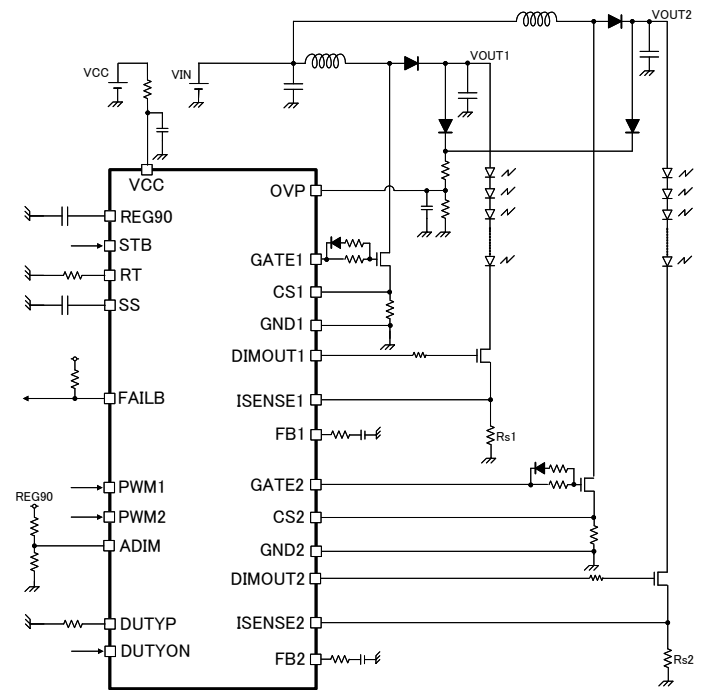 VOUT2
VCC
VIN
VOUT1
VCC
OVP
REG90
STB
GATE1
RT
CS1
SS
GND1
DIMOUT1
FAILB
ISENSE1
FB1
Rs1
PWM1
GATE2
REG90
PWM2
CS2
ADIM
GND2
DIMOUT2
DUTYP
ISENSE2
DUTYON
FB2
Rs2